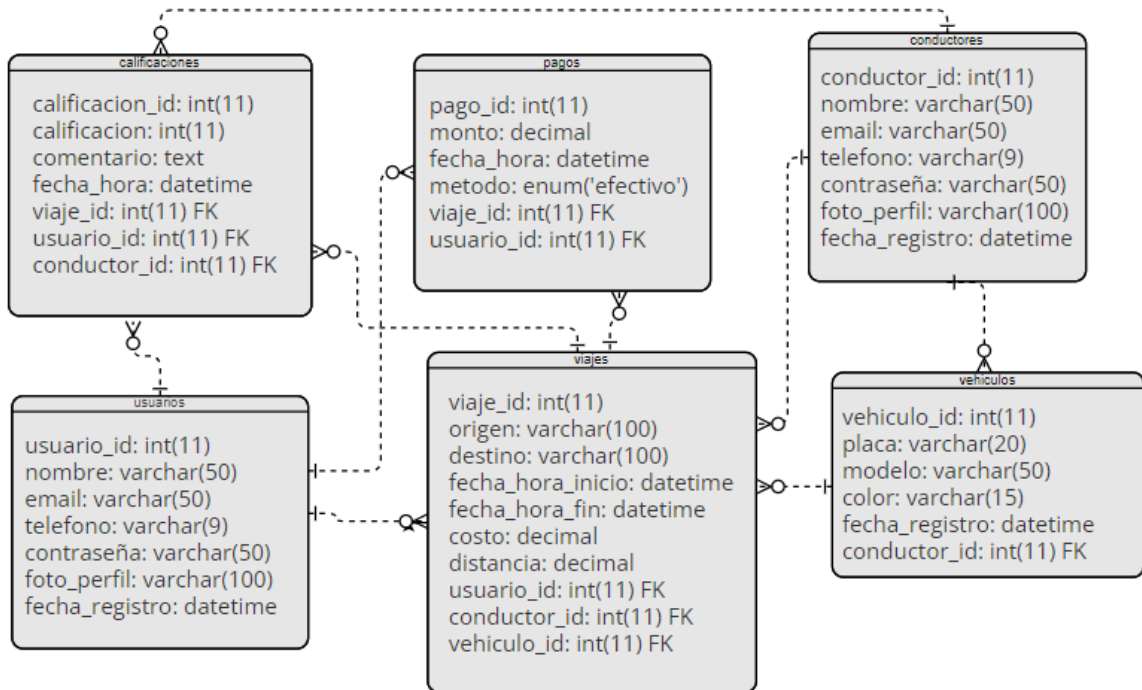 calificaciones
calificacion_id: int(11)
calificacion: int(11)
comentario: text
fecha_hora: datetime
viaje_id: int(11) FK
usuario_id: int(11) FK
conductor_id: int(11) FK
pagos
pago_id: int(11)
monto: decimal
fecha_hora: datetime
metodo: enum('efectivo')
viaje_id: int(11) FK
usuario_id: int(11) FK
conductores
conductor_id: int(11)
nombre: varchar(50)
email: varchar(50)
telefono: varchar(9)
contraseña: varchar(50)
foto_perfil: varchar(100)
fecha_registro: datetime
usuarios
usuario_id: int(11)
nombre: varchar(50)
email: varchar(50)
telefono: varchar(9)
contraseña: varchar(50)
foto_perfil: varchar(100)
fecha_registro: datetime
viajes
viaje_id: int(11)
origen: varchar(100)
destino: varchar(100)
fecha_hora_inicio: datetime
fecha_hora_fin: datetime
costo: decimal
distancia: decimal
usuario_id: int(11) FK
conductor_id: int(11) FK
vehiculo_id: int(11) FK
vehiculos
vehiculo_id: int(11)
placa: varchar(20)
modelo: varchar(50)
color: varchar(15)
fecha_registro: datetime
conductor_id: int(11) FK